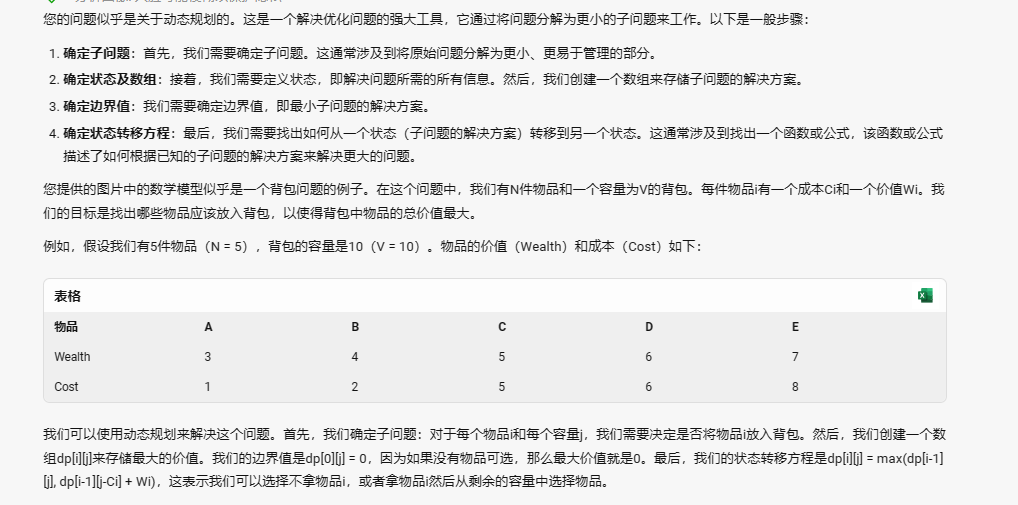 您的问题似乎是关于动态规划的。这是一个解决优化问题的强大工具，它通过将问题分解为更小的子问题来工作。以下是一般步骤：
1. 确定子问题：首先，我们需要确定子问题。这通常涉及到将原始问题分解为更小、更易于管理的部分。
2. 确定状态及数组：接着，我们需要定义状态，即解决问题所需的所有信息。然后，我们创建一个数组来存储子问题的解决方案。
3. 确定边界值：我们需要确定边界值，即最小子问题的解决方案。
4. 确定状态转移方程：最后，我们需要找出如何从一个状态（子问题的解决方案）转移到另一个状态。这通常涉及到找出一个函数或公式，该函数或公式
描述了如何根据已知的子问题的解决方案来解决更大的问题。
您提供的图片中的数学模型似乎是一个背包问题的例子。在这个问题中，我们有N件物品和一个容量为V的背包。每件物品i有一个成本Ci和一个价值Wi。我
们的目标是找出哪些物品应该放入背包，以使得背包中物品的总价值最大。
例如，假设我们有5件物品（N = 5），背包的容量是10（V = 10）。物品的价值（Wealth）和成本（Cost）如下：
表格
物品 A B C D E
Wealth 3 4 5 6 7
Cost 1 2 5 6 8
我们可以使用动态规划来解决这个问题。首先，我们确定子问题：对于每个物品i和每个容量j，我们需要决定是否将物品i放入背包。然后，我们创建一个数
组dp[i][j]来存储最大的价值。我们的边界值是dp[0][j] = 0，因为如果没有物品可选，那么最大价值就是0。最后，我们的状态转移方程是dp[i][j] = max(dp[i-1]
[j], dp[i-1][j-Ci] + Wi)，这表示我们可以选择不拿物品i，或者拿物品i然后从剩余的容量中选择物品。